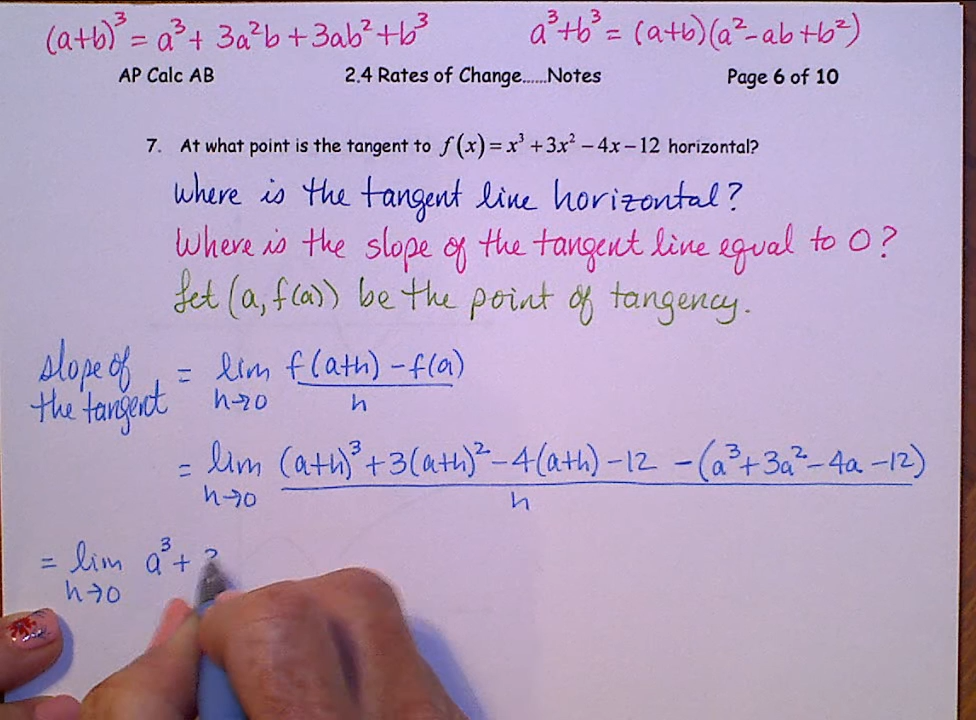 (a+b)³ = a³ + 3a²b + 3ab² + b³ a³+b³ = (a+b)(a²-ab+b²)
AP Calc AB 2.4 Rates of Change......Notes Page 6 of 10
7. At what point is the tangent to f(x) = x³ + 3x² − 4x − 12 horizontal?
Where is the tangent line horizontal?
Where is the slope of the tangent line equal to 0?
Let (a, f(a)) be the point of tangency.
slope of the tangent = lim h→0 f(a+h) - f(a) / h
= lim h→0 (a+h)³ + 3(a+h)² - 4(a+h) - 12 - (a³ + 3a² - 4a - 12) / h
= lim h→0 a³ +